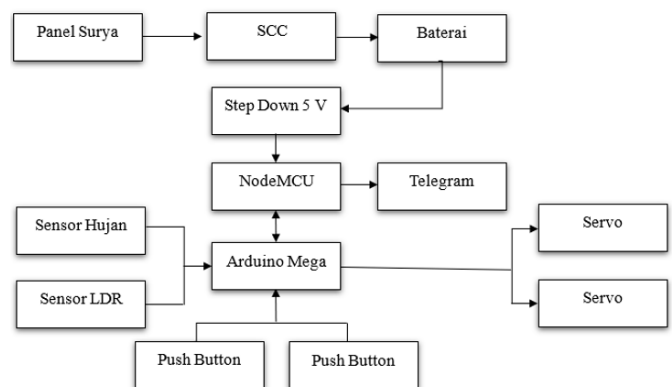 Panel Surya
SCC
Baterai
Step Down 5 V
NodeMCU
Telegram
Sensor Hujan
Servo
Arduino Mega
Sensor LDR
Servo
Push Button
Push Button